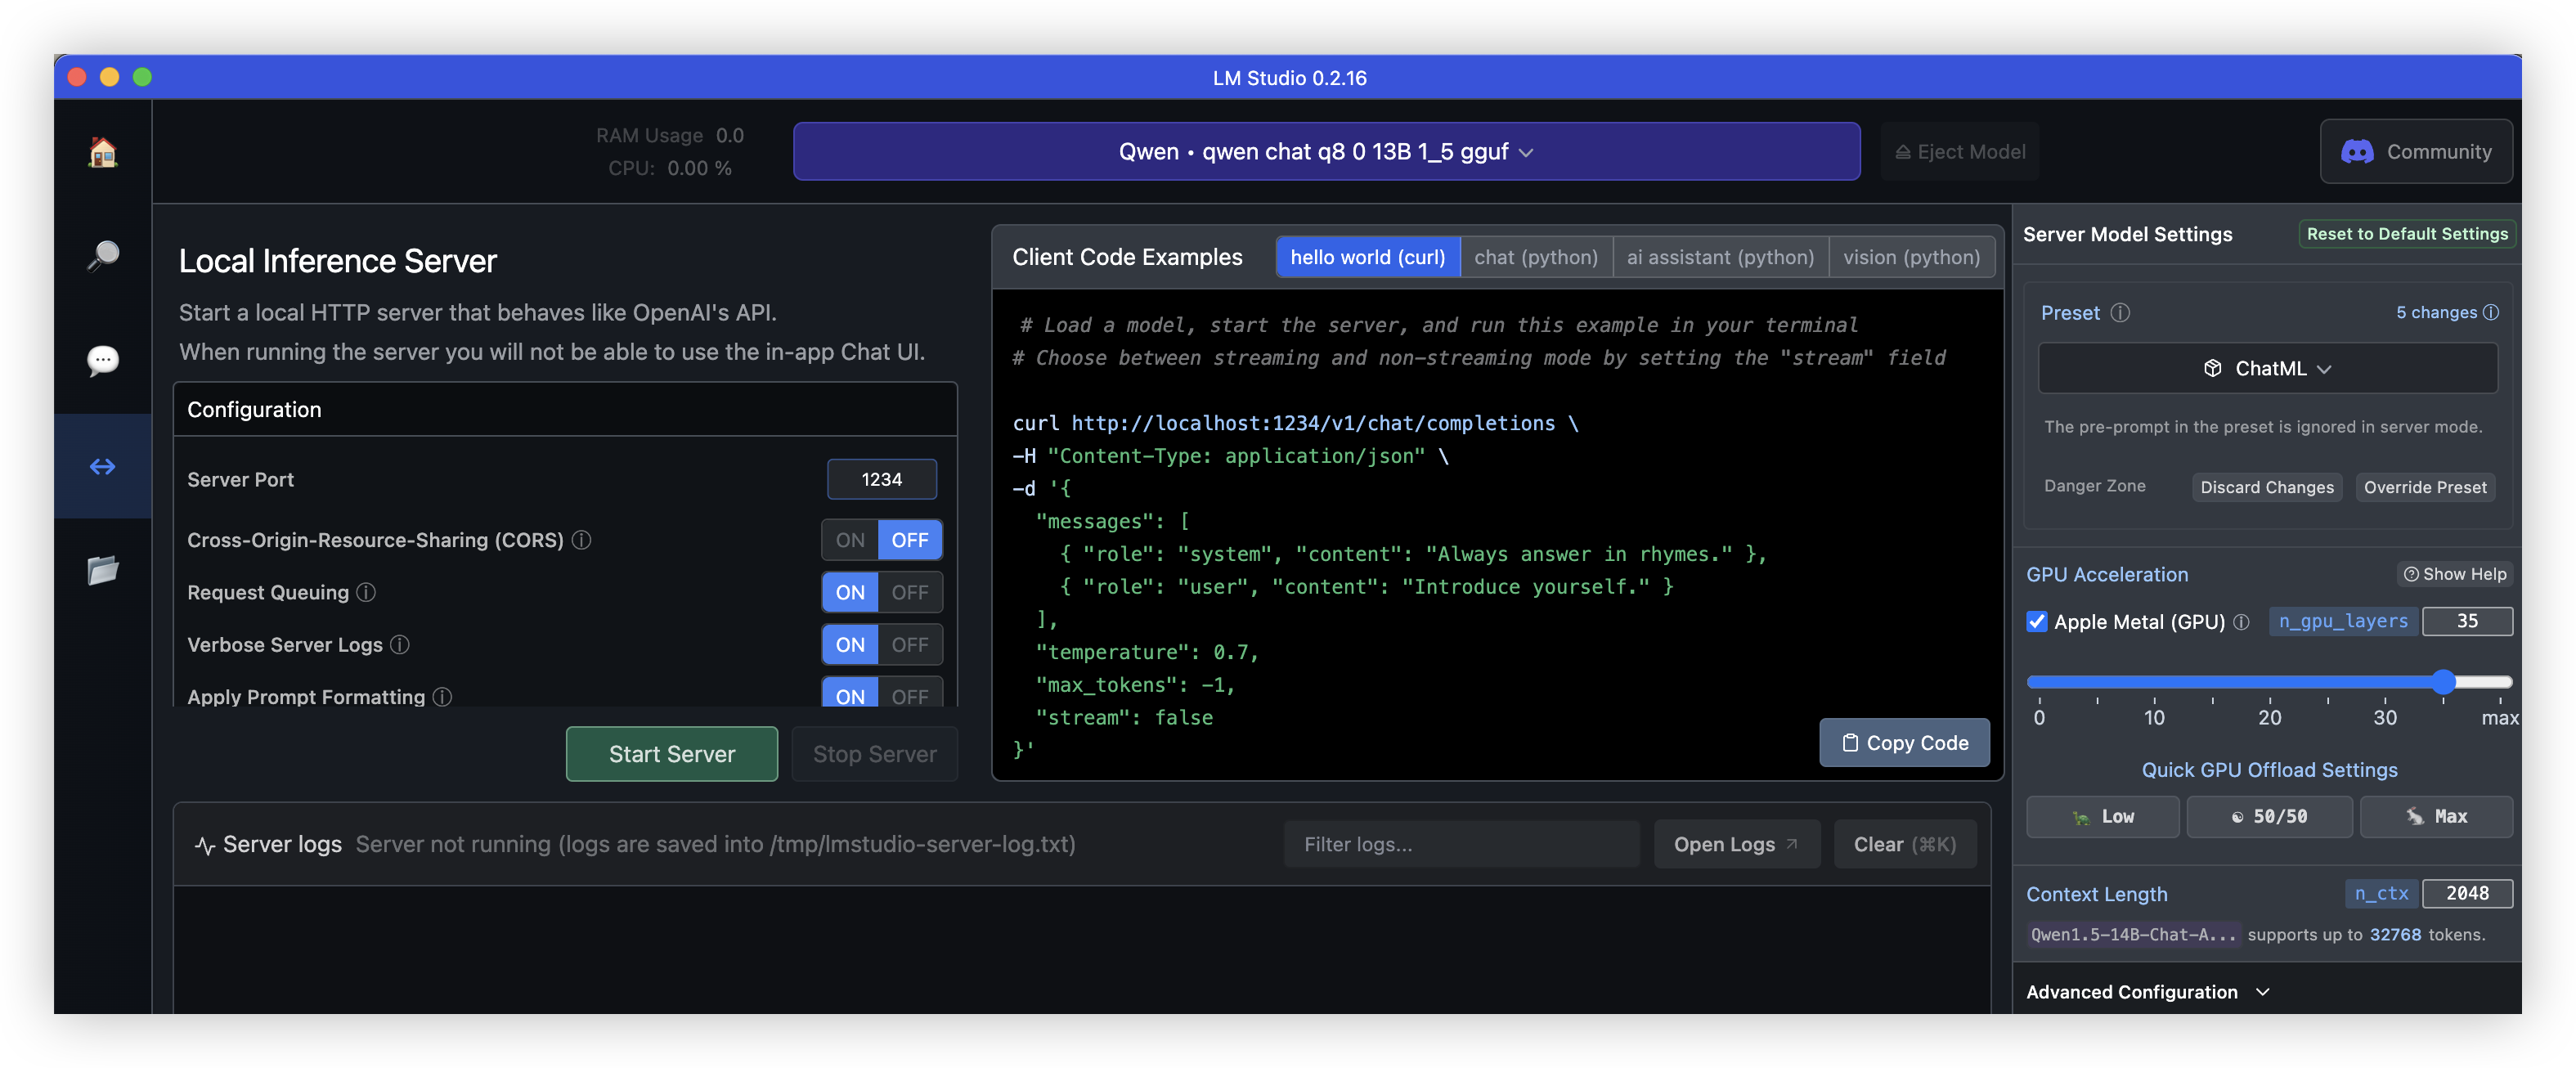 LM Studio 0.2.16
RAM Usage 0.0
CPU: 0.00 %
Qwen • qwen chat q8 0 13B 1_5 gguf
Eject Model
Community
Local Inference Server
Start a local HTTP server that behaves like OpenAI's API.
When running the server you will not be able to use the in-app Chat UI.
Configuration
Server Port 1234
Cross-Origin-Resource-Sharing (CORS) ON OFF
Request Queuing ON OFF
Verbose Server Logs ON OFF
Apply Prompt Formatting ON OFF
Start Server Stop Server
Client Code Examples hello world (curl) chat (python) ai assistant (python) vision (python)
# Load a model, start the server, and run this example in your terminal
# Choose between streaming and non-streaming mode by setting the "stream" field
curl http://localhost:1234/v1/chat/completions \
-H "Content-Type: application/json" \
-d '{
"messages": [
{ "role": "system", "content": "Always answer in rhymes." },
{ "role": "user", "content": "Introduce yourself." }
],
"temperature": 0.7,
"max_tokens": -1,
"stream": false
}'
Copy Code
Server logs Server not running (logs are saved into /tmp/lmstudio-server-log.txt)
Filter logs... Open Logs Clear (⌘K)
Server Model Settings Reset to Default Settings
Preset 5 changes
ChatML
The pre-prompt in the preset is ignored in server mode.
Danger Zone Discard Changes Override Preset
GPU Acceleration Show Help
Apple Metal (GPU) n_gpu_layers 35
0 10 20 30 max
Quick GPU Offload Settings
Low 50/50 Max
Context Length n_ctx 2048
Qwen1.5-14B-Chat-A... supports up to 32768 tokens.
Advanced Configuration